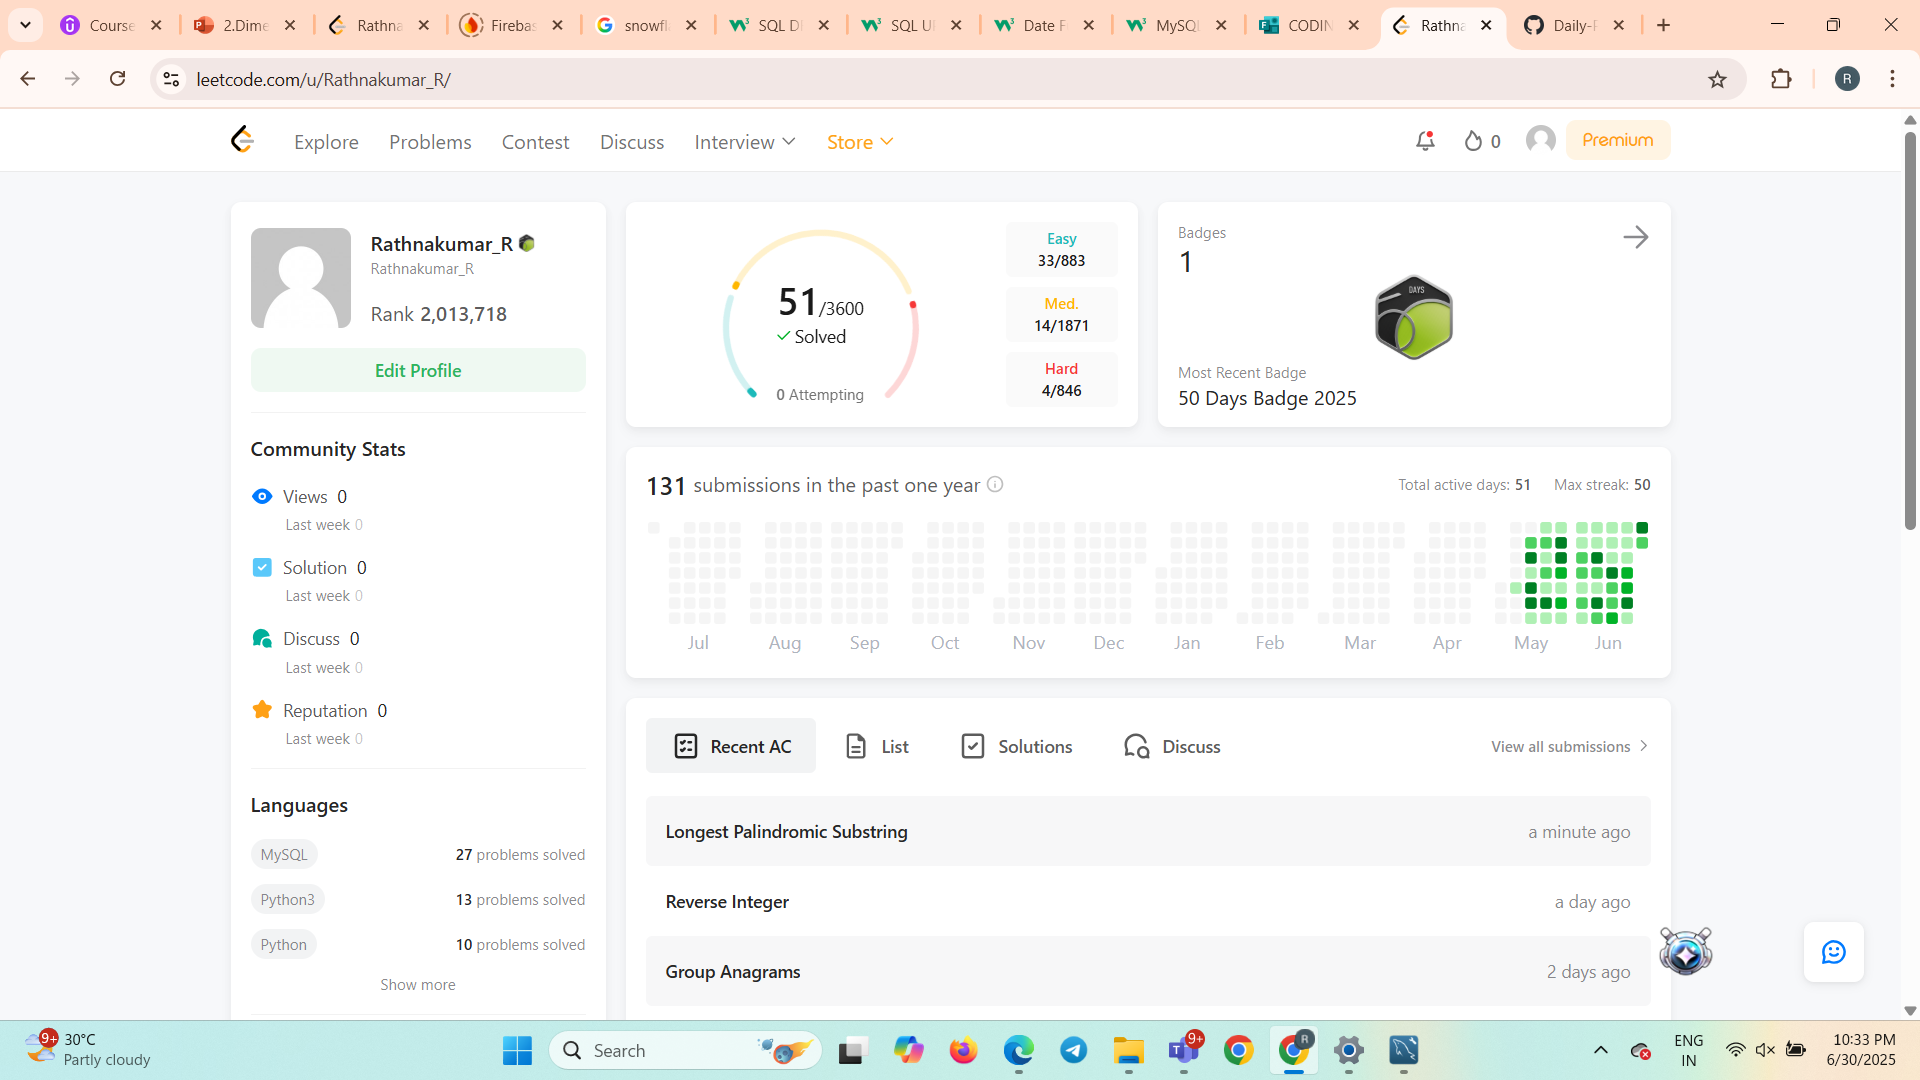 Course
2.Dime
Rathna
Firebas
snowfl
SQL D
SQL U
Date F
MySQL
CODIN
Rathna
Daily-F
leetcode.com/u/Rathnakumar_R/
R
Explore
Problems
Contest
Discuss
Interview
Store
0
Premium
Rathnakumar_R
Rathnakumar_R
Rank 2,013,718
Edit Profile
Community Stats
Views 0
Last week 0
Solution 0
Last week 0
Discuss 0
Last week 0
Reputation 0
Last week 0
Languages
MySQL 27 problems solved
Python3 13 problems solved
Python 10 problems solved
Show more
51/3600
Solved
0 Attempting
Easy
33/883
Med.
14/1871
Hard
4/846
Badges
1
DAYS
Most Recent Badge
50 Days Badge 2025
131 submissions in the past one year
Total active days: 51 Max streak: 50
Jul Aug Sep Oct Nov Dec Jan Feb Mar Apr May Jun
Recent AC
List
Solutions
Discuss
View all submissions
Longest Palindromic Substring a minute ago
Reverse Integer a day ago
Group Anagrams 2 days ago
9+
30°C
Partly cloudy
Search
9+
R
ENG
IN
10:33 PM
6/30/2025